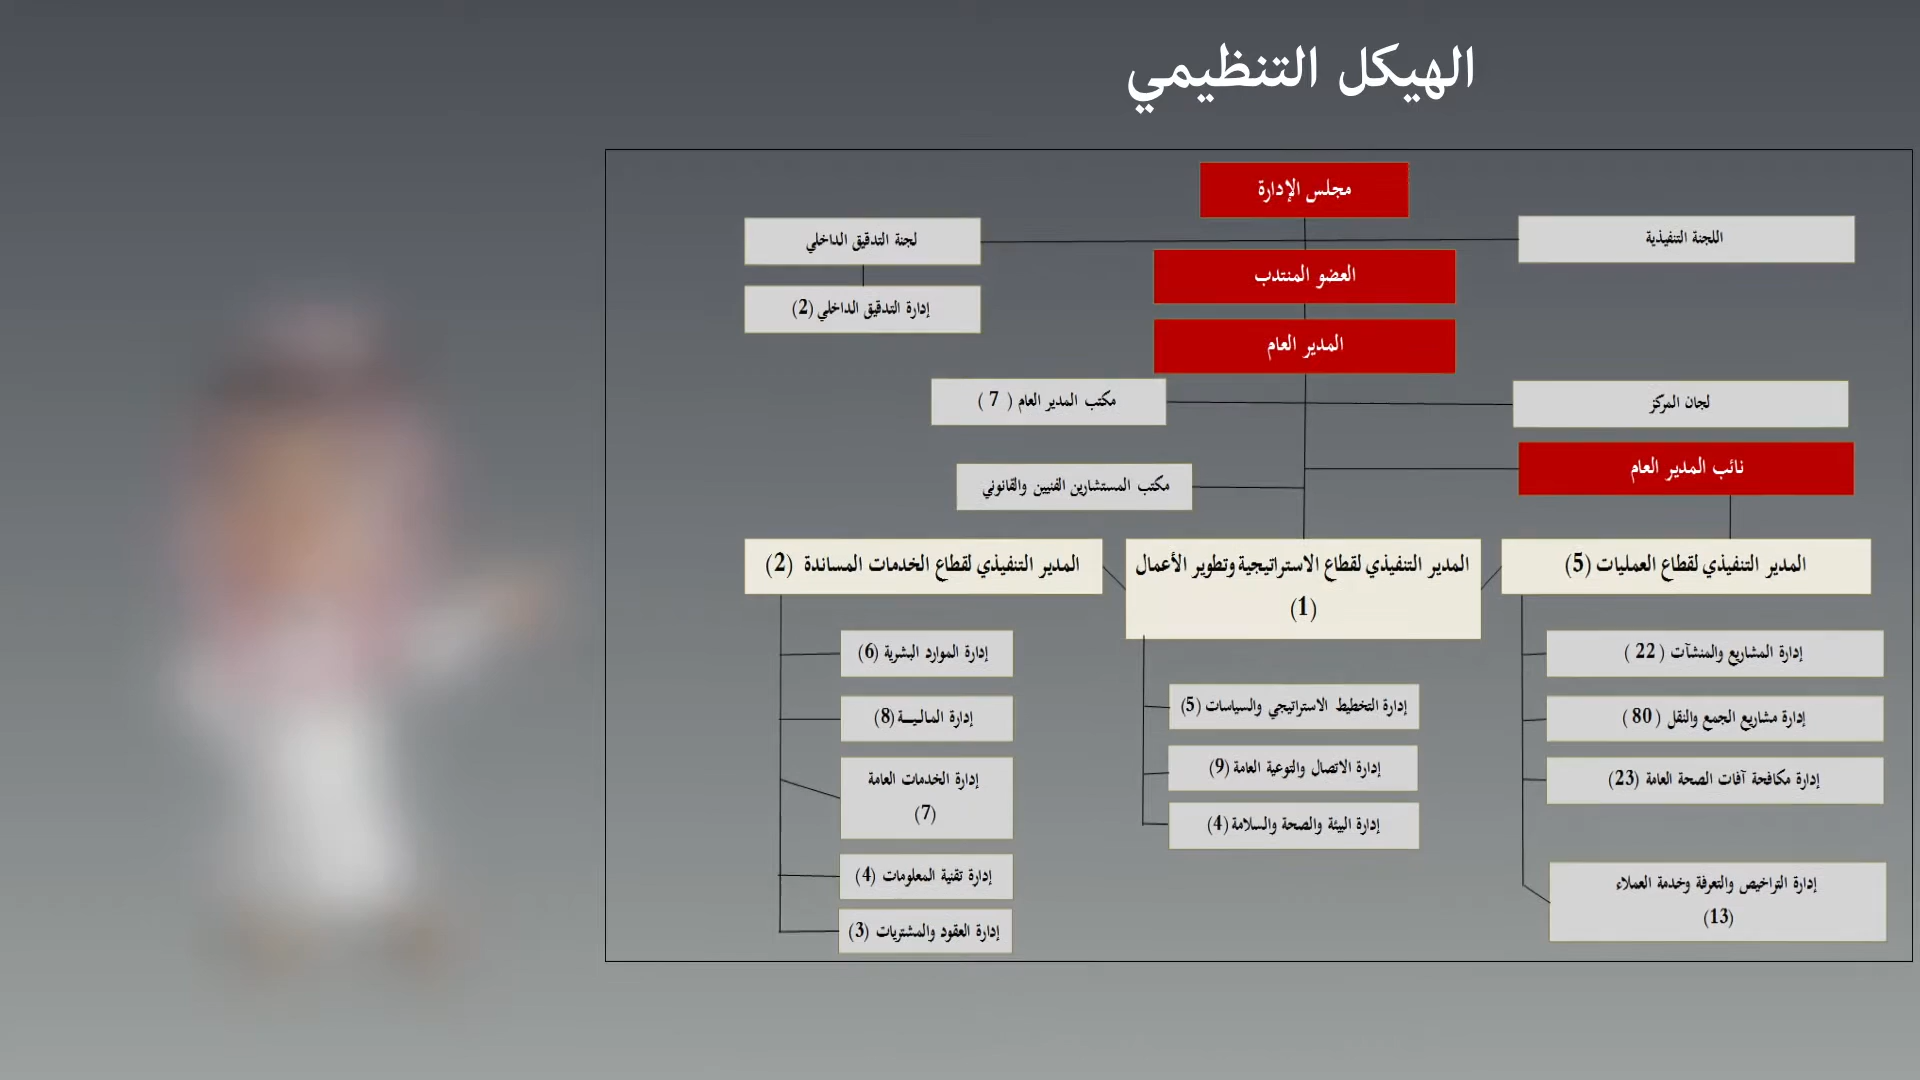 الهيكل التنظيمي
مجلس الإدارة
اللجنة التنفيذية
لجنة التدقيق الداخلي
العضو المنتدب
إدارة التدقيق الداخلي (2)
المدير العام
لجان المركز
مكتب المدير العام ( 7 )
نائب المدير العام
مكتب المستشارين الفنيين والقانوني
المدير التنفيذي لقطاع العمليات (5)
إدارة المشاريع والمنشآت ( 22 )
إدارة مشاريع الجمع والنقل ( 80 )
إدارة مكافحة آفات الصحة العامة (23)
إدارة التراخيص والتعرفة وخدمة العملاء
(13)
المدير التنفيذي لقطاع الاستراتيجية وتطوير الأعمال
(1)
إدارة التخطيط الاستراتيجي والسياسات (5)
إدارة الاتصال والتوعية العامة (9)
إدارة البيئة والصحة والسلامة (4)
المدير التنفيذي لقطاع الخدمات المساندة (2)
إدارة الموارد البشرية (6)
إدارة الماليـــة (8)
إدارة الخدمات العامة
(7)
إدارة تقنية المعلومات (4)
إدارة العقود والمشتريات (3)